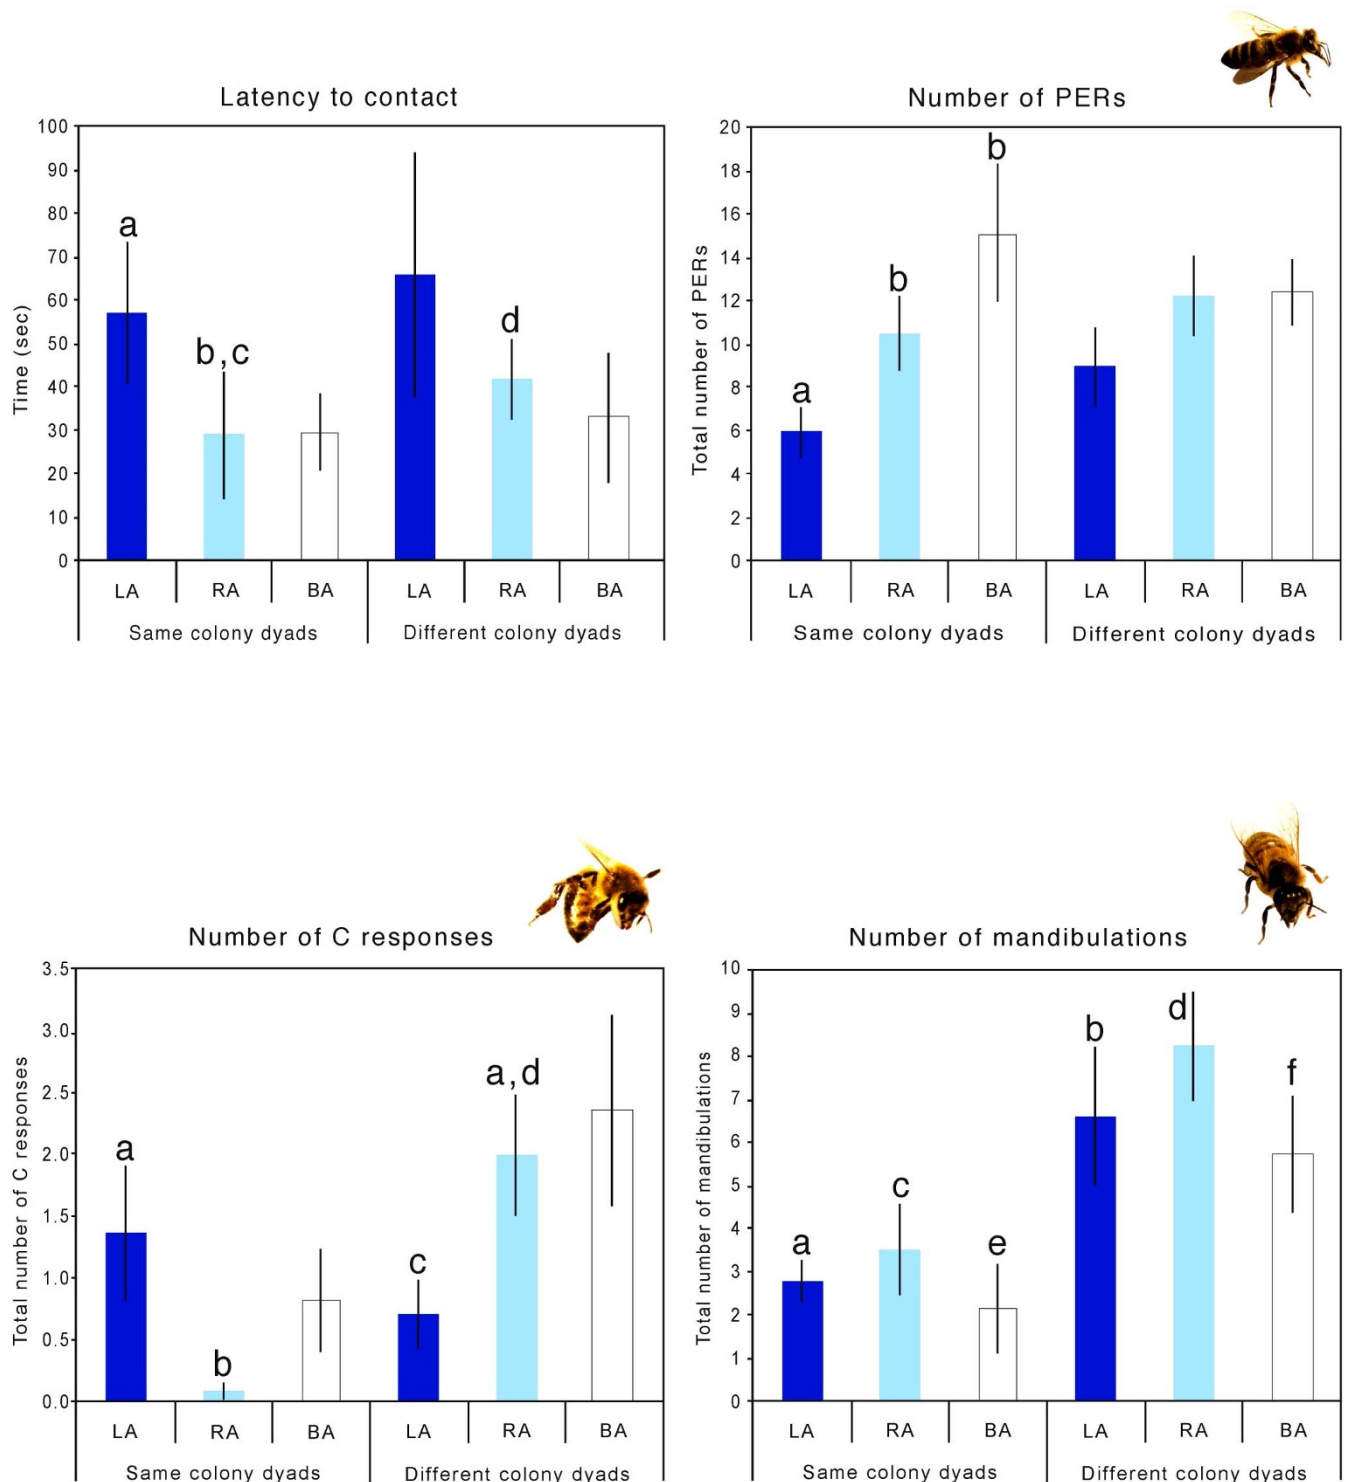 Latency to contact
100
90
80
70
60
50
40
30
20
10
0
Time (sec)
a
b,c
d
LA RA BA LA RA BA
Same colony dyads Different colony dyads
Number of PERs
20
18
16
14
12
10
8
6
4
2
0
Total number of PERs
a
b
b
LA RA BA LA RA BA
Same colony dyads Different colony dyads
Number of C responses
3.5
3.0
2.5
2.0
1.5
1.0
0.5
0.0
Total number of C responses
a
b
c
a,d
LA RA BA LA RA BA
Same colony dyads Different colony dyads
Number of mandibulations
10
9
8
7
6
5
4
3
2
1
0
Total number of mandibulations
a
c
e
b
d
f
LA RA BA LA RA BA
Same colony dyads Different colony dyads